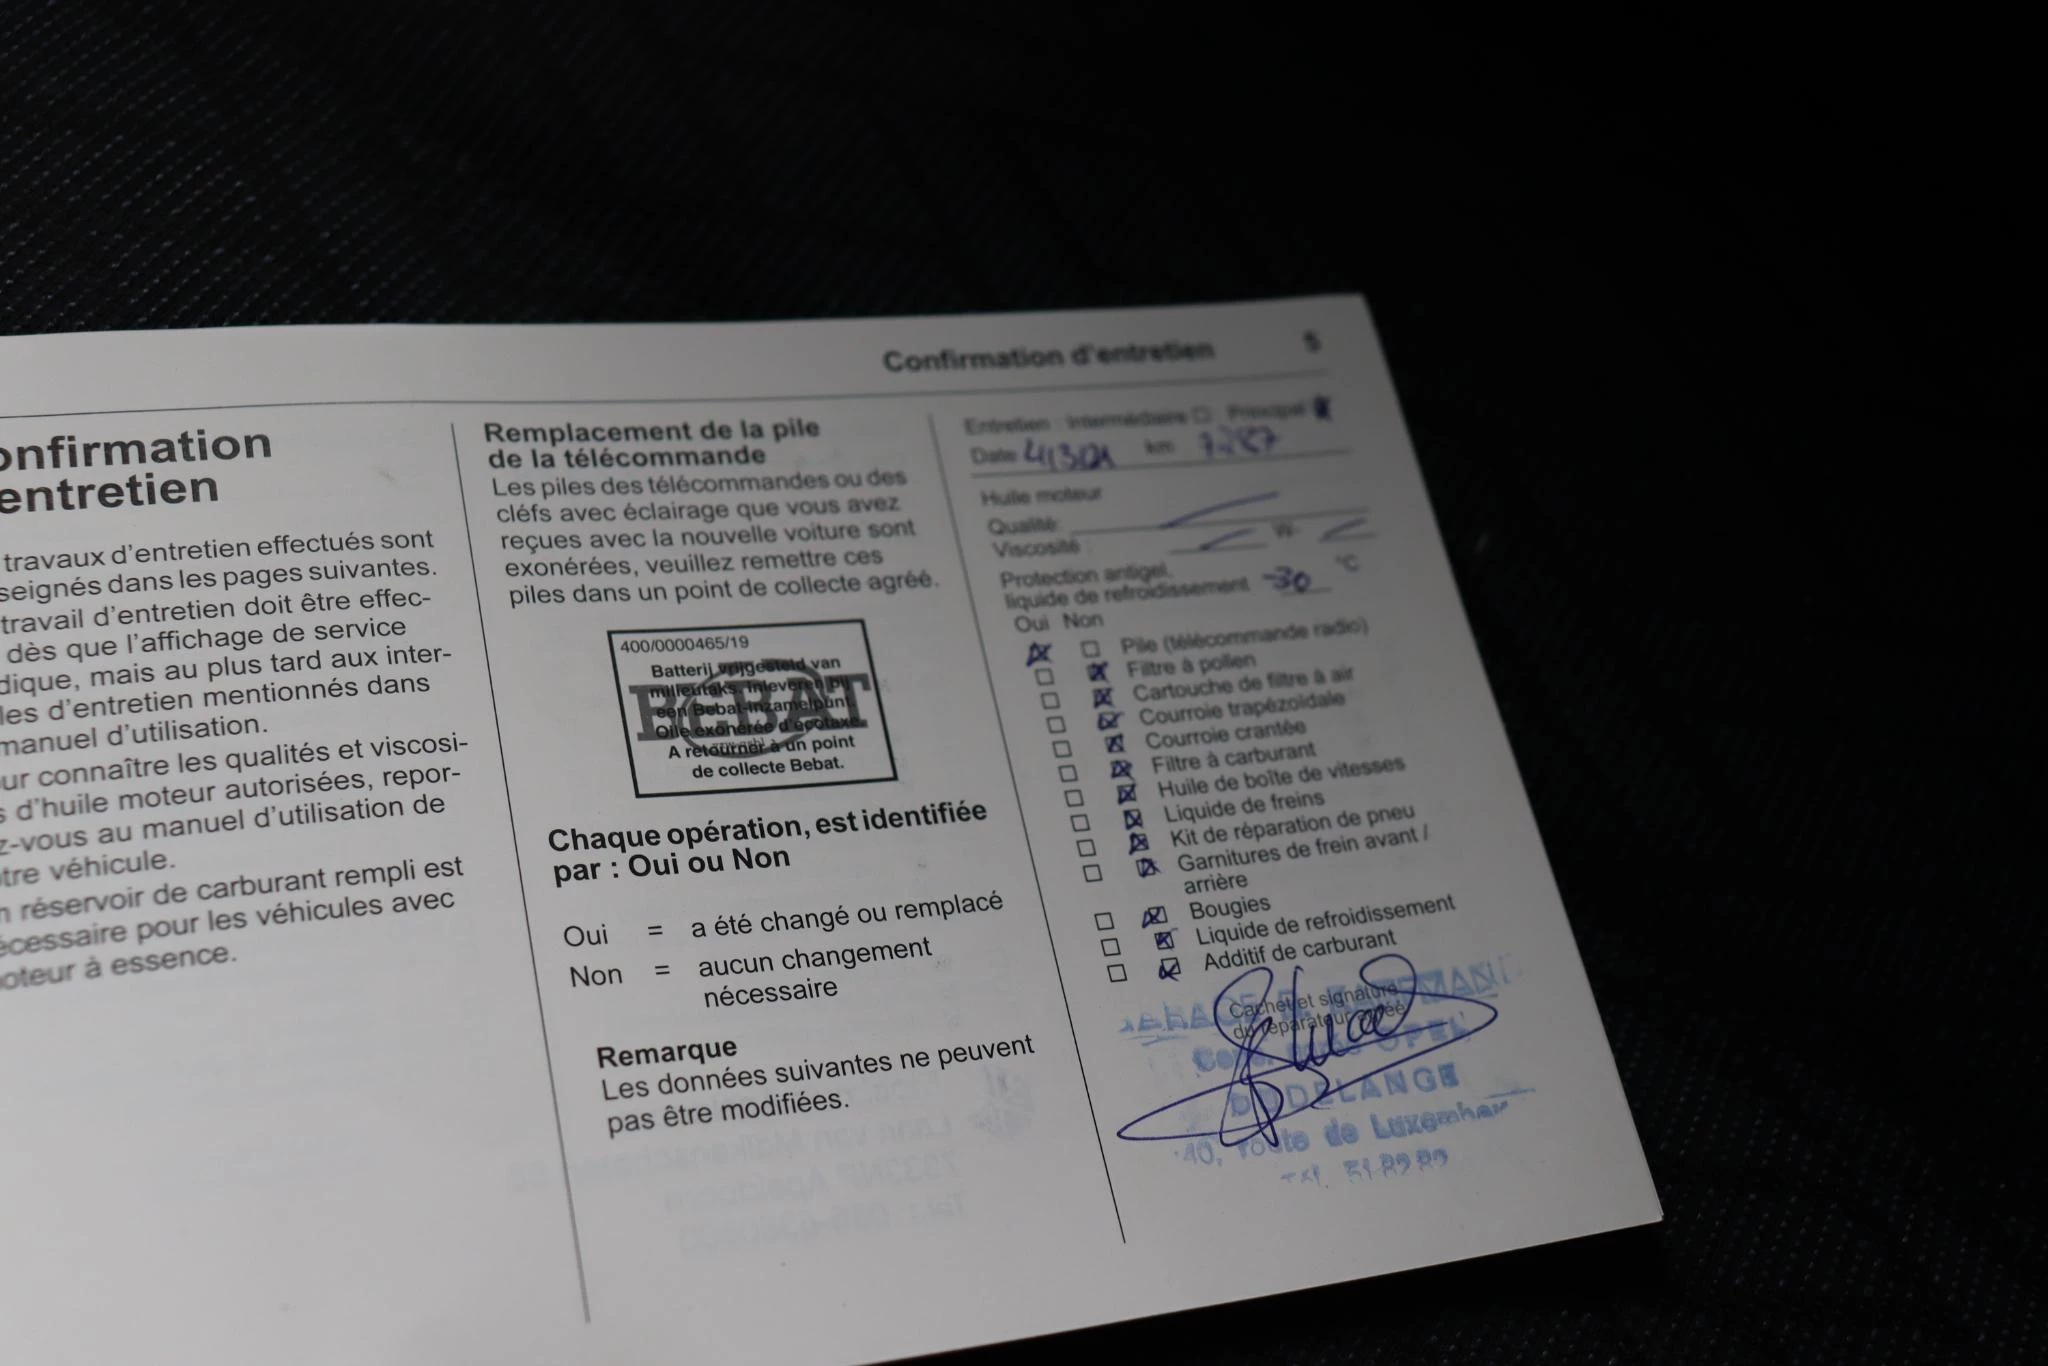 Confirmation d'entretien 5
onfirmation
entretien
travaux d'entretien effectués sont
seignés dans les pages suivantes.
travail d'entretien doit être effec-
dès que l'affichage de service
dique, mais au plus tard aux inter-
les d'entretien mentionnés dans
manuel d'utilisation.
ur connaître les qualités et viscosi-
s d'huile moteur autorisées, repor-
z-vous au manuel d'utilisation de
tre véhicule.
n réservoir de carburant rempli est
écessaire pour les véhicules avec
oteur à essence.
Remplacement de la pile
de la télécommande
Les piles des télécommandes ou des
cléfs avec éclairage que vous avez
reçues avec la nouvelle voiture sont
exonérées, veuillez remettre ces
piles dans un point de collecte agréé.
400/0000465/19
BEBAT
Batterij vrijgesteld van
milieutaks. Inleveren bij
een Bebat-inzamelpunt.
Oile exonérée d'écotaxe.
A retourner à un point
de collecte Bebat.
Chaque opération, est identifiée
par : Oui ou Non
Oui = a été changé ou remplacé
Non = aucun changement
nécessaire
Remarque
Les données suivantes ne peuvent
pas être modifiées.
Entretien : Intermédiaire Principal
Date km
Huile moteur
Qualité:
Viscosité : W-
Protection antigel,
liquide de refroidissement -30 °C
Oui Non
Pile (télécommande radio)
Filtre à pollen
Cartouche de filtre à air
Courroie trapézoïdale
Courroie crantée
Filtre à carburant
Huile de boîte de vitesses
Liquide de freins
Kit de réparation de pneu
Garnitures de frein avant /
arrière
Bougies
Liquide de refroidissement
Additif de carburant
Cachet et signature
du réparateur agréé
OPEL
DUDELANGE
40, route de Luxembourg